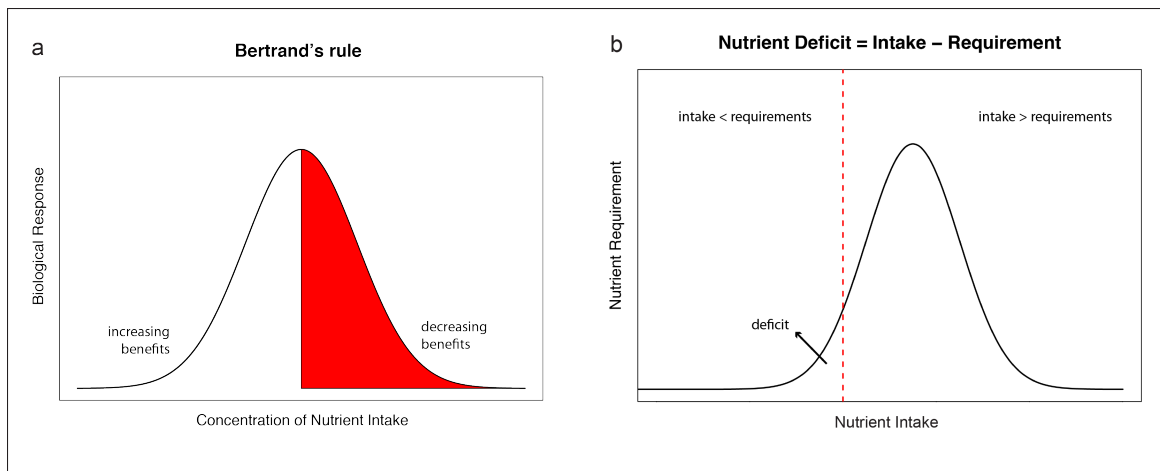 a
Bertrand’s rule
Biological Response
increasing
benefits
decreasing
benefits
Concentration of Nutrient Intake
b
Nutrient Deficit = Intake – Requirement
Nutrient Requirement
intake < requirements
intake > requirements
deficit
Nutrient Intake